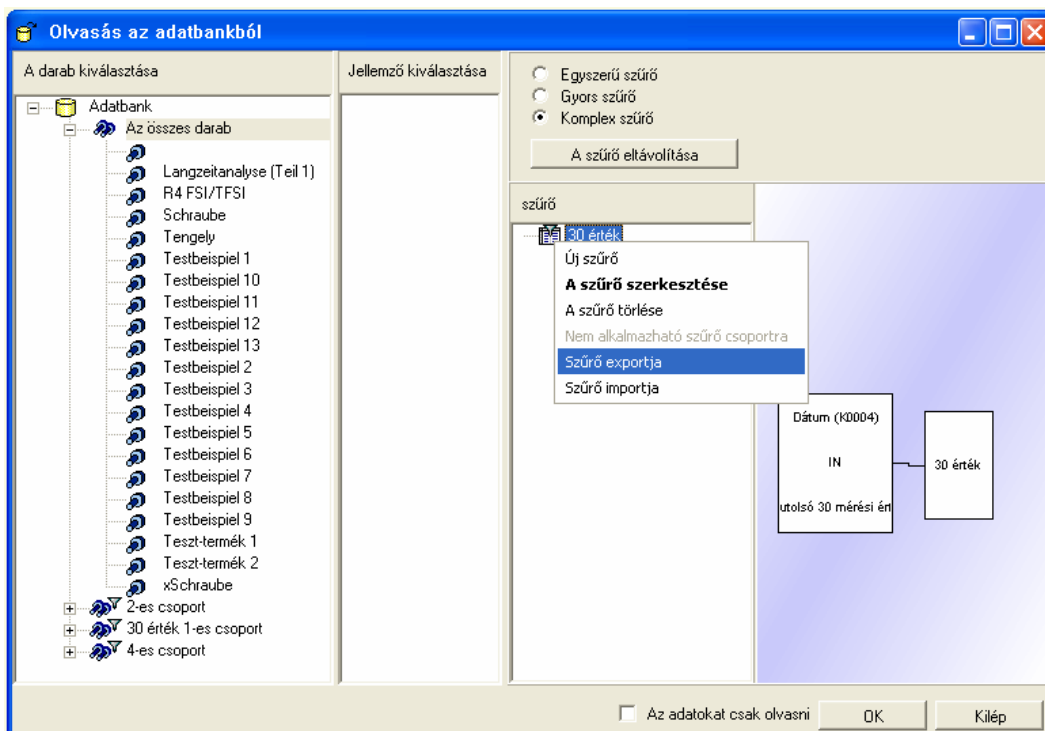 Olvasás az adatbankból
A darab kiválasztása
Adatbank
Az összes darab
Langzeitanalyse (Teil 1)
R4 FSI/TFSI
Schraube
Tengely
Testbeispiel 1
Testbeispiel 10
Testbeispiel 11
Testbeispiel 12
Testbeispiel 13
Testbeispiel 2
Testbeispiel 3
Testbeispiel 4
Testbeispiel 5
Testbeispiel 6
Testbeispiel 7
Testbeispiel 8
Testbeispiel 9
Teszt-termék 1
Teszt-termék 2
xSchraube
2-es csoport
30 érték 1-es csoport
4-es csoport
Jellemző kiválasztása
Egyszerű szűrő
Gyors szűrő
Komplex szűrő
A szűrő eltávolítása
szűrő
30 érték
Új szűrő
A szűrő szerkesztése
A szűrő törlése
Nem alkalmazható szűrő csoportra
Szűrő exportja
Szűrő importja
Dátum (K0004)
IN
utolsó 30 mérési ért
30 érték
Az adatokat csak olvasni
OK
Kilép